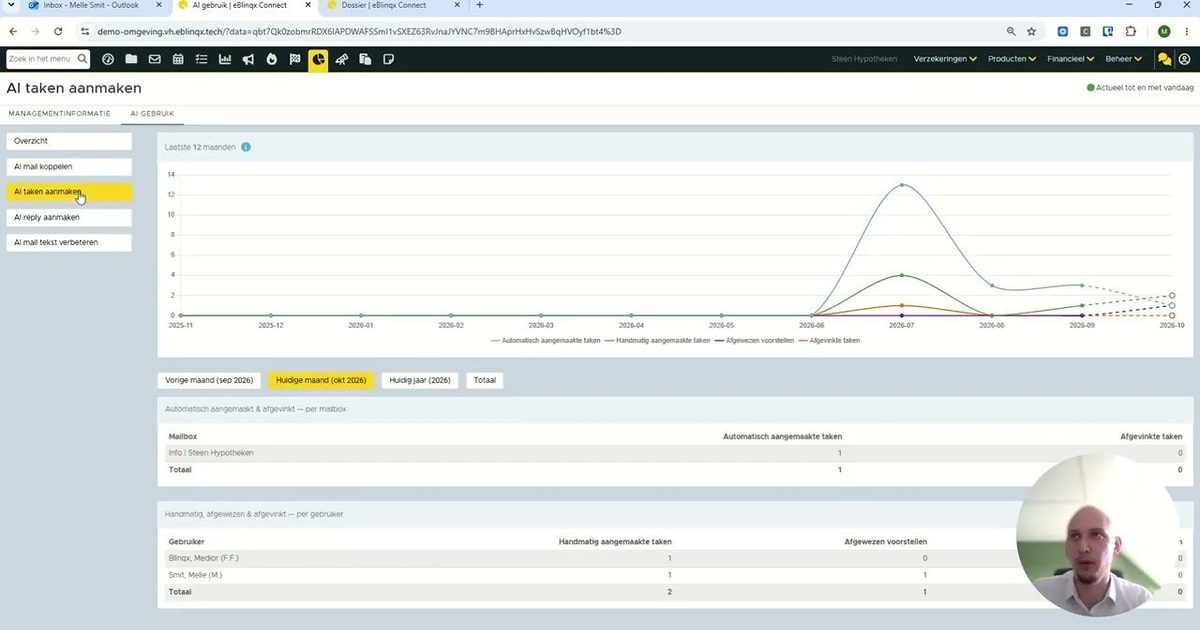 Inbox - Melle Smit - Outlook
AI gebruik | eBlinqx Connect
Dossier | eBlinqx Connect
demo-omgeving.vh.eblinqx.tech/?data=
Zoek in het menu
Steen Hypotheken
Verzekeringen
Producten
Financieel
Beheer
AI taken aanmaken
Actueel tot en met vandaag
MANAGEMENTINFORMATIE
AI GEBRUIK
Overzicht
AI mail koppelen
AI taken aanmaken
AI reply aanmaken
AI mail tekst verbeteren
Laatste 12 maanden
14
12
10
8
6
4
2
0
2025-11 2025-12 2026-01 2026-02 2026-03 2026-04 2026-05 2026-06 2026-07 2026-08 2026-09 2026-10
Automatisch aangemaakte taken Handmatig aangemaakte taken Afgewezen voorstellen Afgevinkte taken
Vorige maand (sep 2026) Huidige maand (okt 2026) Huidig jaar (2026) Totaal
Automatisch aangemaakt & afgevinkt — per mailbox
Mailbox Automatisch aangemaakte taken Afgevinkte taken
Info | Steen Hypotheken 1 0
Totaal 1 0
Handmatig, afgewezen & afgevinkt — per gebruiker
Gebruiker Handmatig aangemaakte taken Afgewezen voorstellen
Blinqx, Medior (F.F.) 1 0 0
Smit, Melle (M.) 1 1 0
Totaal 2 1 0